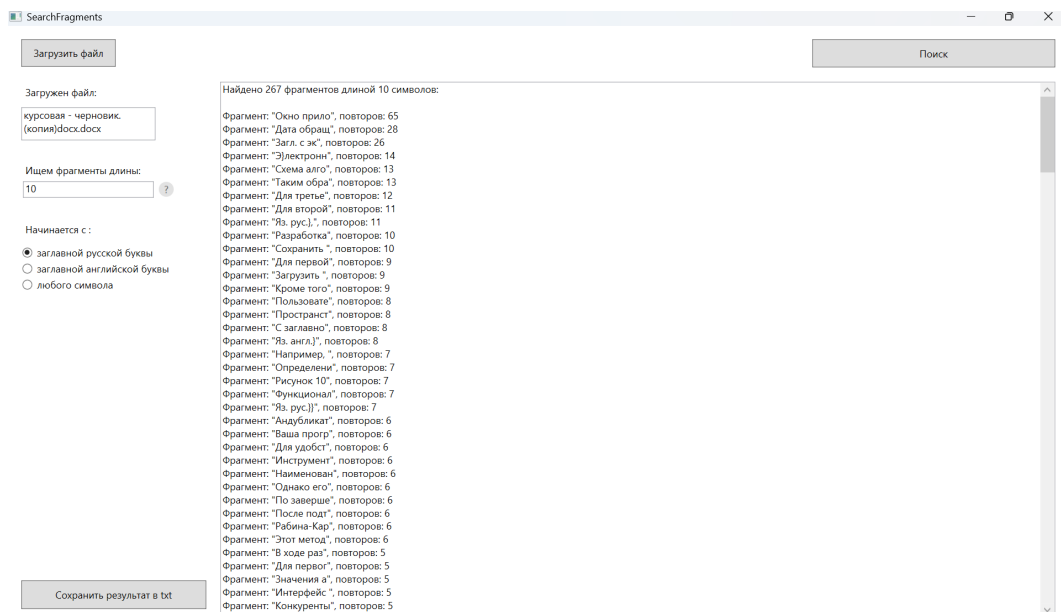 SearchFragments
Загрузить файл
Поиск
Загружен файл:
курсовая - черновик.
(копия)docx.docx
Ищем фрагменты длины:
10
?
Начинается с :
заглавной русской буквы
заглавной английской буквы
любого символа
Сохранить результат в txt
Найдено 267 фрагментов длиной 10 символов:
Фрагмент: "Окно прило", повторов: 65
Фрагмент: "Дата обращ", повторов: 28
Фрагмент: "Загл. с эк", повторов: 26
Фрагмент: "Э}лектронн", повторов: 14
Фрагмент: "Схема алго", повторов: 13
Фрагмент: "Таким обра", повторов: 13
Фрагмент: "Для третье", повторов: 12
Фрагмент: "Для второй", повторов: 11
Фрагмент: "Яз. рус.},", повторов: 11
Фрагмент: "Разработка", повторов: 10
Фрагмент: "Сохранить ", повторов: 10
Фрагмент: "Для первой", повторов: 9
Фрагмент: "Загрузить ", повторов: 9
Фрагмент: "Кроме того", повторов: 9
Фрагмент: "Пользовате", повторов: 8
Фрагмент: "Пространст", повторов: 8
Фрагмент: "С заглавно", повторов: 8
Фрагмент: "Яз. англ.}", повторов: 8
Фрагмент: "Например, ", повторов: 7
Фрагмент: "Определени", повторов: 7
Фрагмент: "Рисунок 10", повторов: 7
Фрагмент: "Функционал", повторов: 7
Фрагмент: "Яз. рус.}}", повторов: 7
Фрагмент: "Андубликат", повторов: 6
Фрагмент: "Ваша прогр", повторов: 6
Фрагмент: "Для удобст", повторов: 6
Фрагмент: "Инструмент", повторов: 6
Фрагмент: "Наименован", повторов: 6
Фрагмент: "Однако его", повторов: 6
Фрагмент: "По заверше", повторов: 6
Фрагмент: "После подт", повторов: 6
Фрагмент: "Рабина-Кар", повторов: 6
Фрагмент: "Этот метод", повторов: 6
Фрагмент: "В ходе раз", повторов: 5
Фрагмент: "Для первог", повторов: 5
Фрагмент: "Значения а", повторов: 5
Фрагмент: "Интерфейс ", повторов: 5
Фрагмент: "Конкуренты", повторов: 5